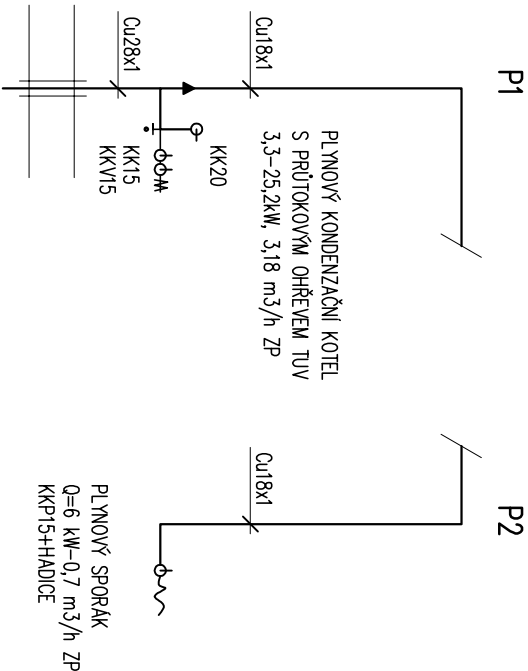 P1
Cu18x1
Cu28x1
KK20
KK15
KKV15
PLYNOVÝ KONDENZAČNÍ KOTEL
S PRŮTOKOVÝM OHŘEVEM TUV
3,3-25,2kW, 3,18 m3/h ZP
P2
Cu18x1
PLYNOVÝ SPORÁK
Q=6 kW-0,7 m3/h ZP
KKP15+HADICE